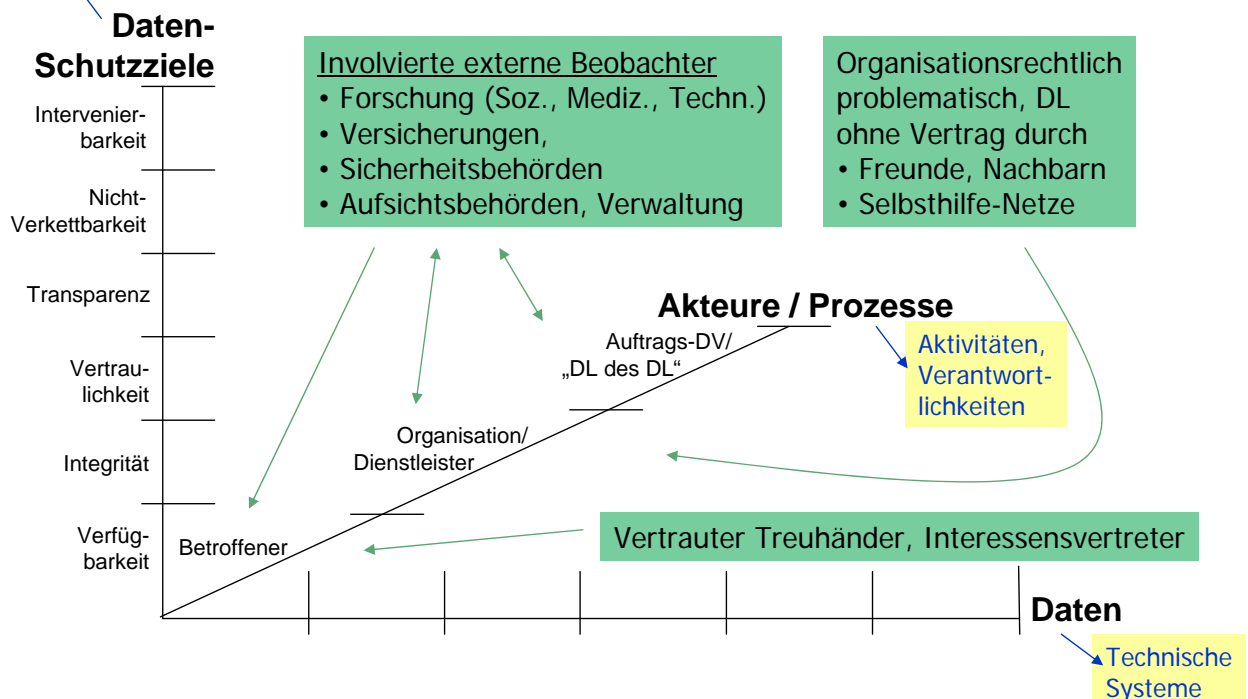 Daten-
Schutzziele
Involvierte externe Beobachter
• Forschung (Soz., Mediz., Techn.)
• Versicherungen,
• Sicherheitsbehörden
• Aufsichtsbehörden, Verwaltung
Organisationsrechtlich
problematisch, DL
ohne Vertrag durch
• Freunde, Nachbarn
• Selbsthilfe-Netze
Intervenier-
barkeit
Nicht-
Verkettbarkeit
Transparenz
Vertrau-
lichkeit
Integrität
Verfüg-
barkeit
Akteure / Prozesse
Auftrags-DV/
„DL des DL“
Organisation/
Dienstleister
Betroffener
Aktivitäten,
Verantwort-
lichkeiten
Vertrauter Treuhänder, Interessensvertreter
Daten
Technische
Systeme